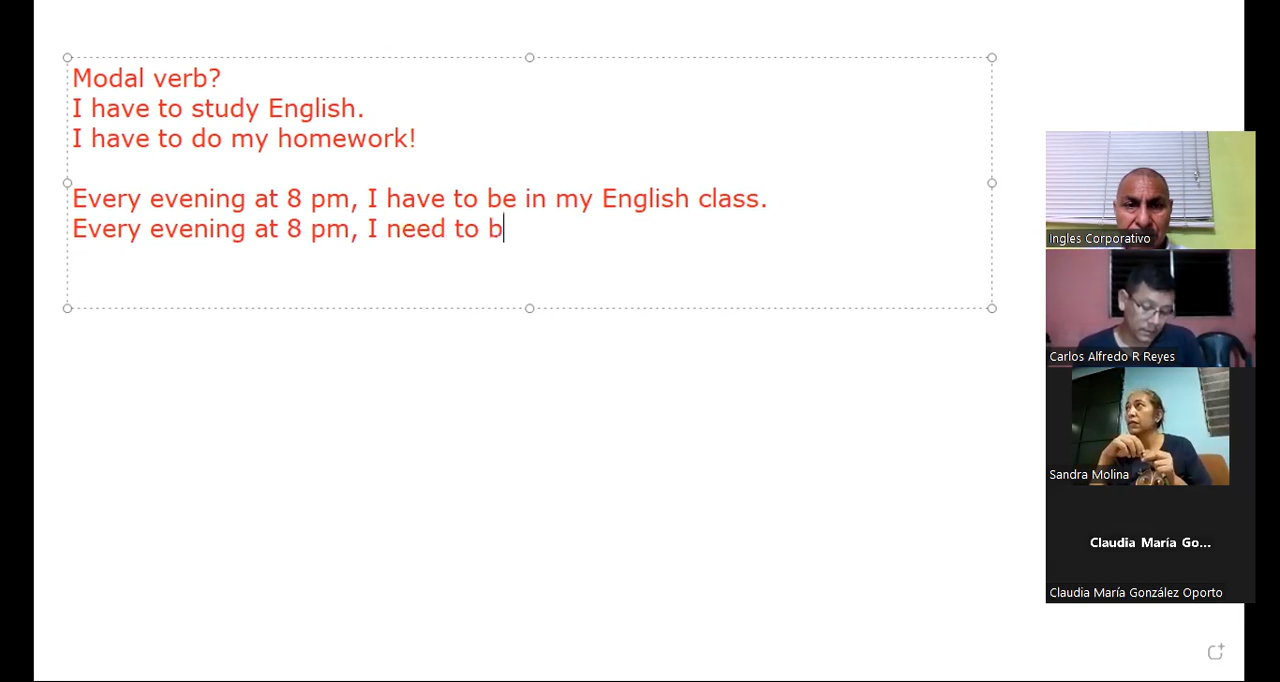 Modal verb?
I have to study English.
I have to do my homework!
Every evening at 8 pm, I have to be in my English class.
Every evening at 8 pm, I need to b
Ingles Corporativo
Carlos Alfredo R Reyes
Sandra Molina
Claudia María Go...
Claudia María González Oporto